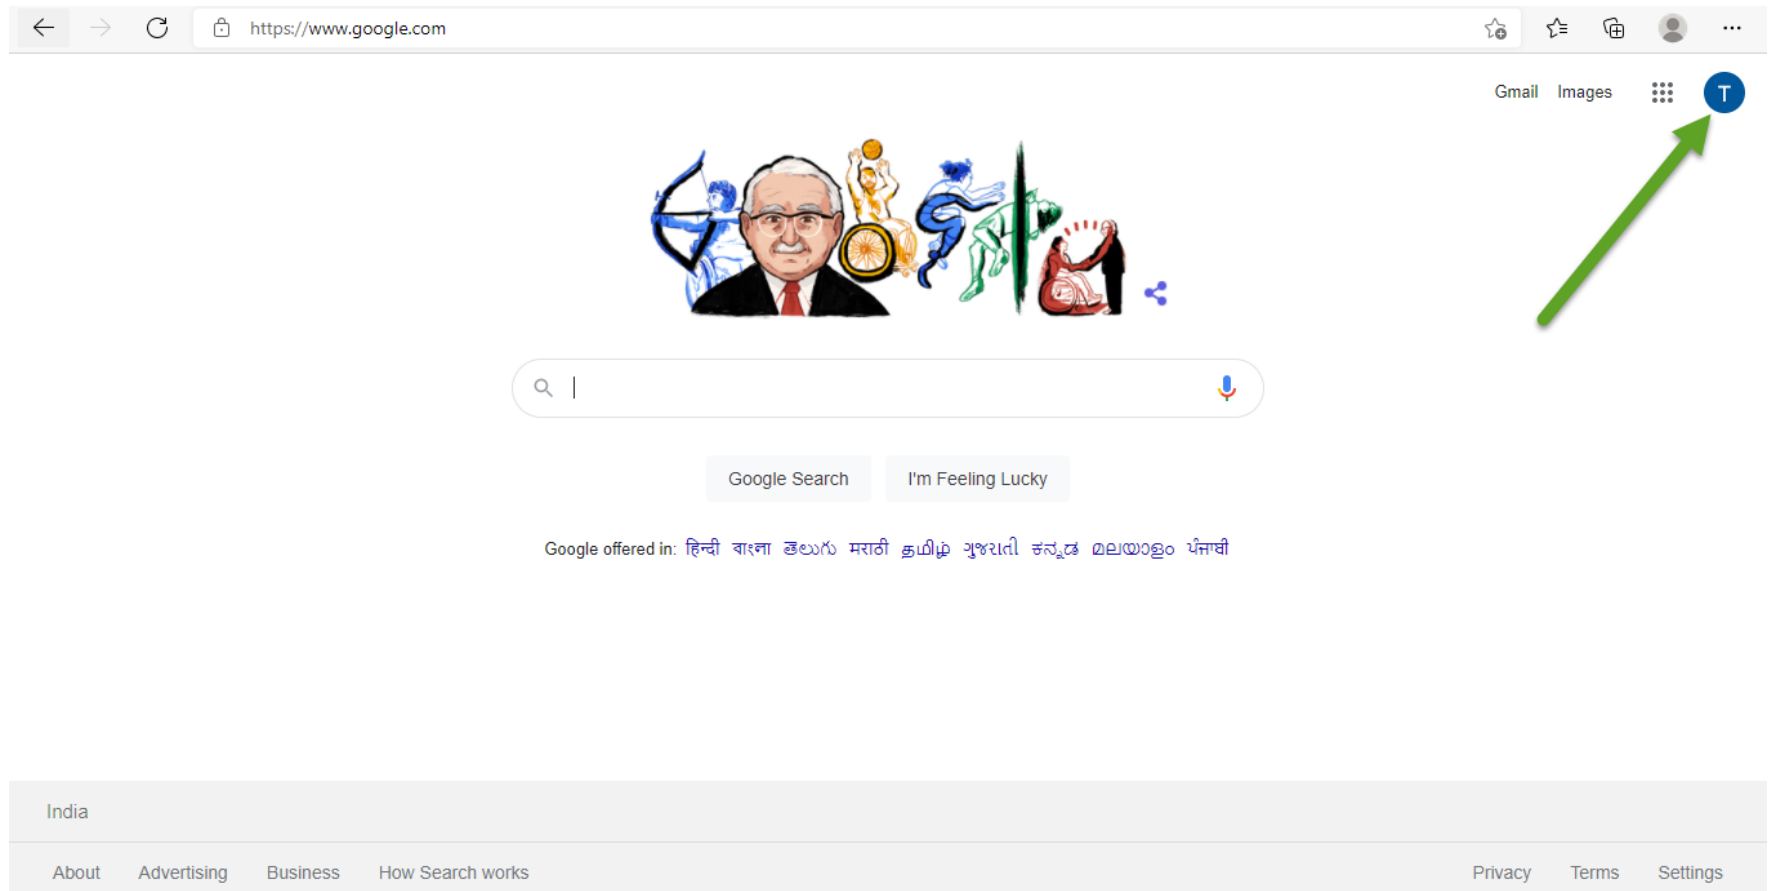 https://www.google.com
Gmail Images
T
Google Search I'm Feeling Lucky
Google offered in: हिन्दी বাংলা తెలుగు मराठी தமிழ் ગુજરાતી ಕನ್ನಡ മലയാളം ਪੰਜਾਬੀ
India
About Advertising Business How Search works Privacy Terms Settings